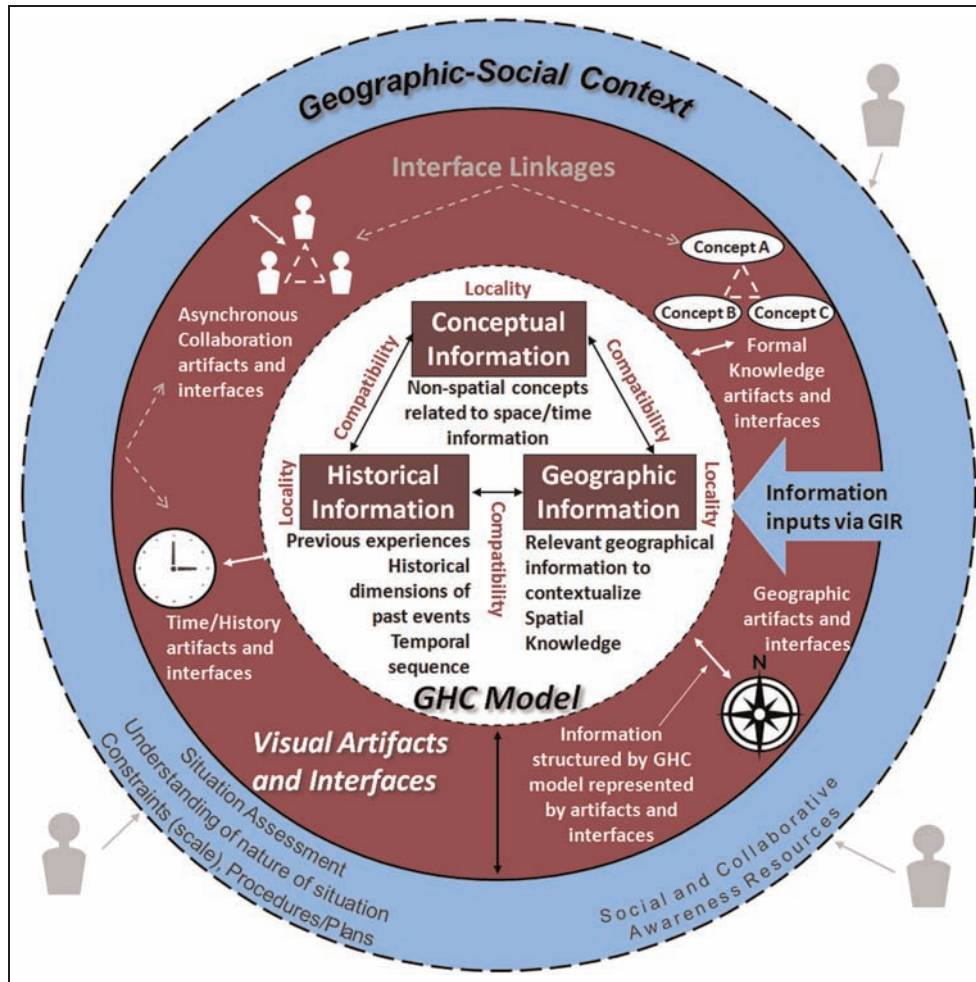 Geographic-Social Context
Interface Linkages
Asynchronous
Collaboration
artifacts and
interfaces
Concept A
Concept B
Concept C
Formal
Knowledge
artifacts and
interfaces
Locality
Conceptual
Information
Non-spatial concepts
related to space/time
information
Compatibility
Compatibility
Locality
Historical
Information
Previous experiences
Historical
dimensions of
past events
Temporal
sequence
Compatibility
Geographic
Information
Relevant geographical
information to
contextualize
Spatial
Knowledge
Locality
Information
inputs via GIR
Time/History
artifacts and
interfaces
Geographic
artifacts and
interfaces
N
GHC Model
Visual Artifacts
and Interfaces
Information
structured by GHC
model represented
by artifacts and
interfaces
Situation Assessment
Understanding of nature of situation
Constraints (scale), Procedures/Plans
Social and Collaborative
Awareness Resources